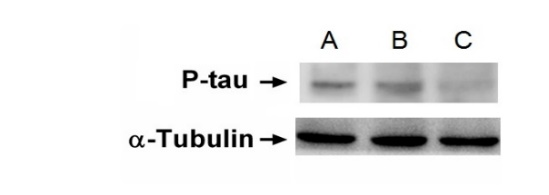 A B C
P-tau →
α-Tubulin →